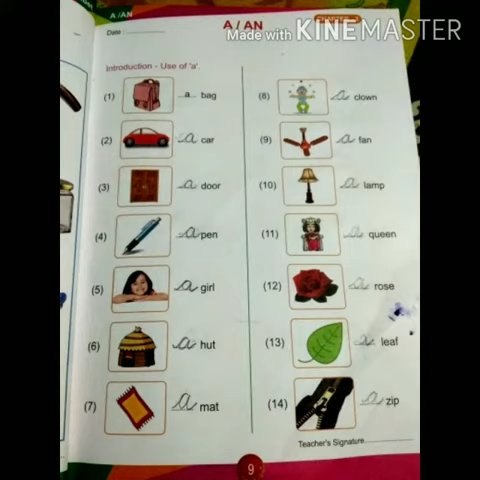 A /AN
Date :
A / AN
CHAPTER
Made with KINEMASTER
Introduction - Use of 'a'.
(1) a bag
(2) a car
(3) a door
(4) a pen
(5) a girl
(6) a hut
(7) a mat
(8) a clown
(9) a fan
(10) a lamp
(11) a queen
(12) a rose
(13) a leaf
(14) a zip
Teacher's Signature
9